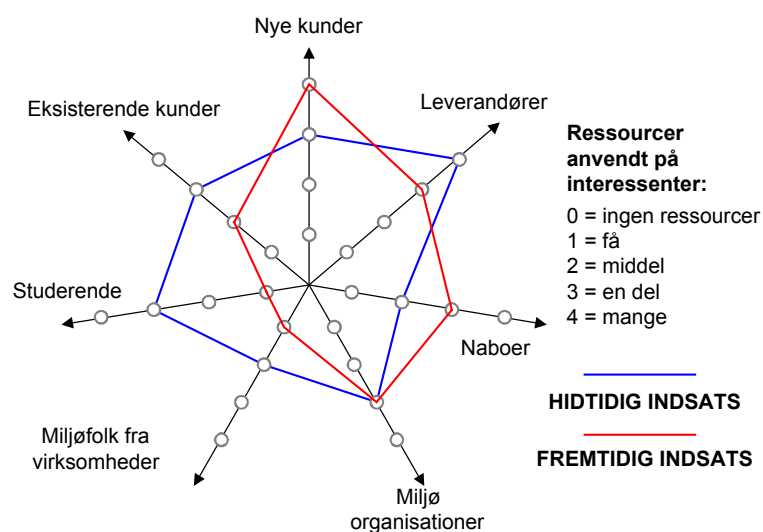 Nye kunder
Leverandører
Eksisterende kunder
Studerende
Naboer
Miljøfolk fra
virksomheder
Miljø
organisationer
Ressourcer
anvendt på
interessenter:
0 = ingen ressourcer
1 = få
2 = middel
3 = en del
4 = mange
HIDTIDIG INDSATS
FREMTIDIG INDSATS